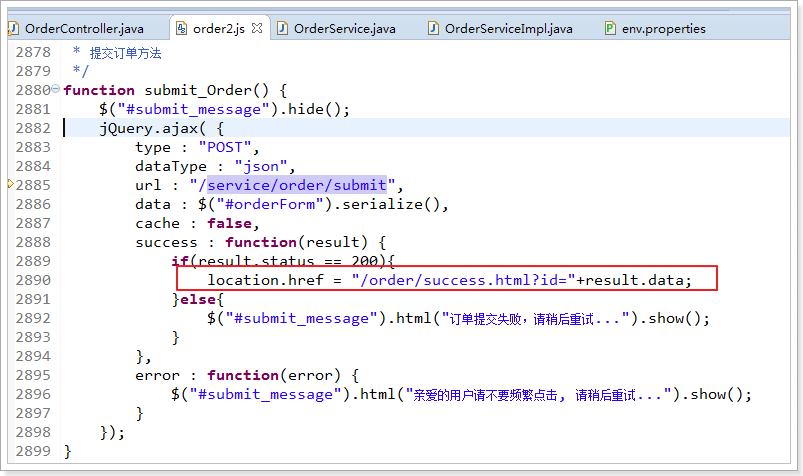 OrderController.java order2.js OrderService.java OrderServiceImpl.java env.properties
2878 * 提交订单方法
2879 */
2880 function submit_Order() {
2881 $("#submit_message").hide();
2882 jQuery.ajax( {
2883 type : "POST",
2884 dataType : "json",
2885 url : "/service/order/submit",
2886 data : $("#orderForm").serialize(),
2887 cache : false,
2888 success : function(result) {
2889 if(result.status == 200){
2890 location.href = "/order/success.html?id="+result.data;
2891 }else{
2892 $("#submit_message").html("订单提交失败，请稍后重试...").show();
2893 }
2894 },
2895 error : function(error) {
2896 $("#submit_message").html("亲爱的用户请不要频繁点击, 请稍后重试...").show();
2897 }
2898 });
2899 }